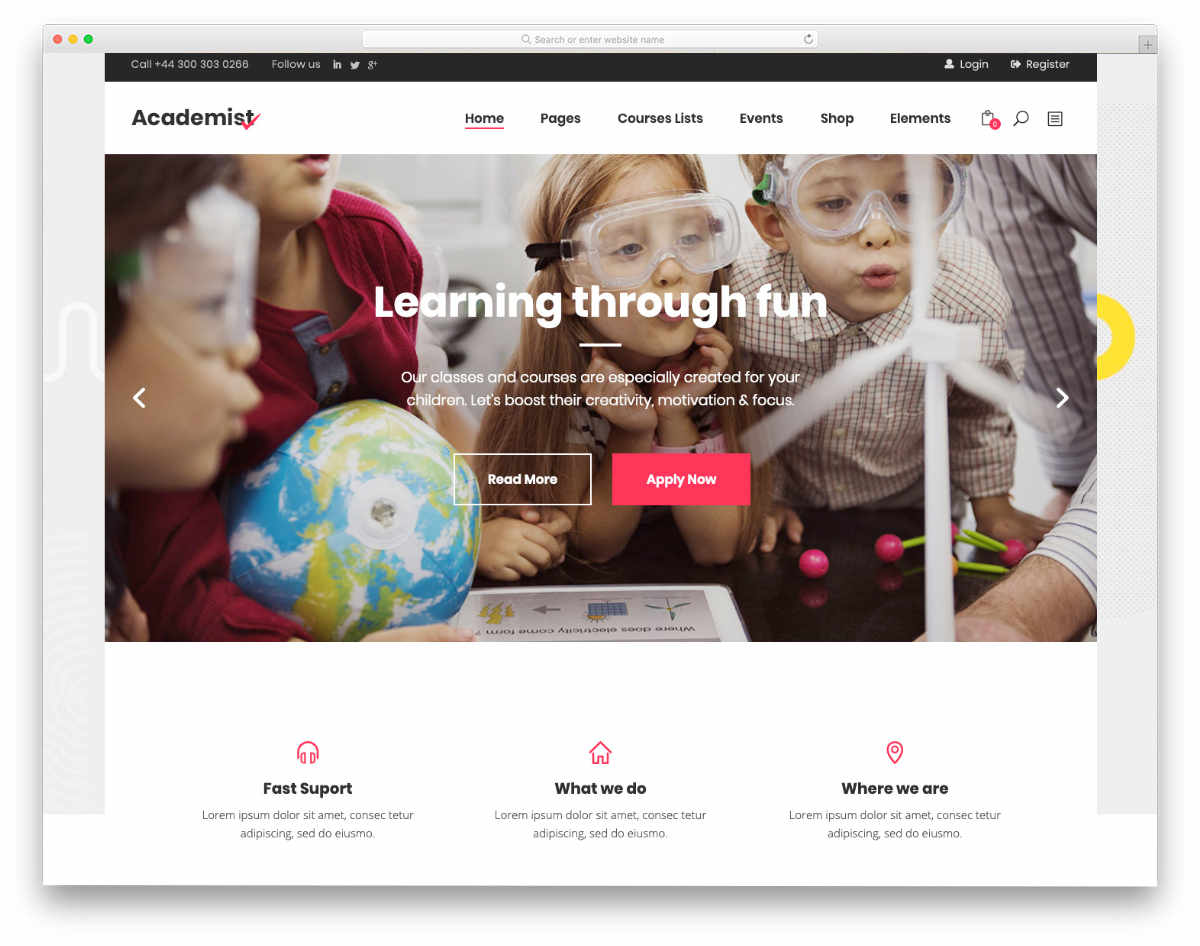 Search or enter website name
Call +44 300 303 0266 Follow us in g+ Login Register
Academist Home Pages Courses Lists Events Shop Elements 0
Learning through fun
Our classes and courses are especially created for your
children. Let's boost their creativity, motivation & focus.
Read More Apply Now
Where does electricity come form ?
Fast Suport What we do Where we are
Lorem ipsum dolor sit amet, consec tetur Lorem ipsum dolor sit amet, consec tetur Lorem ipsum dolor sit amet, consec tetur
adipiscing, sed do eiusmo. adipiscing, sed do eiusmo. adipiscing, sed do eiusmo.